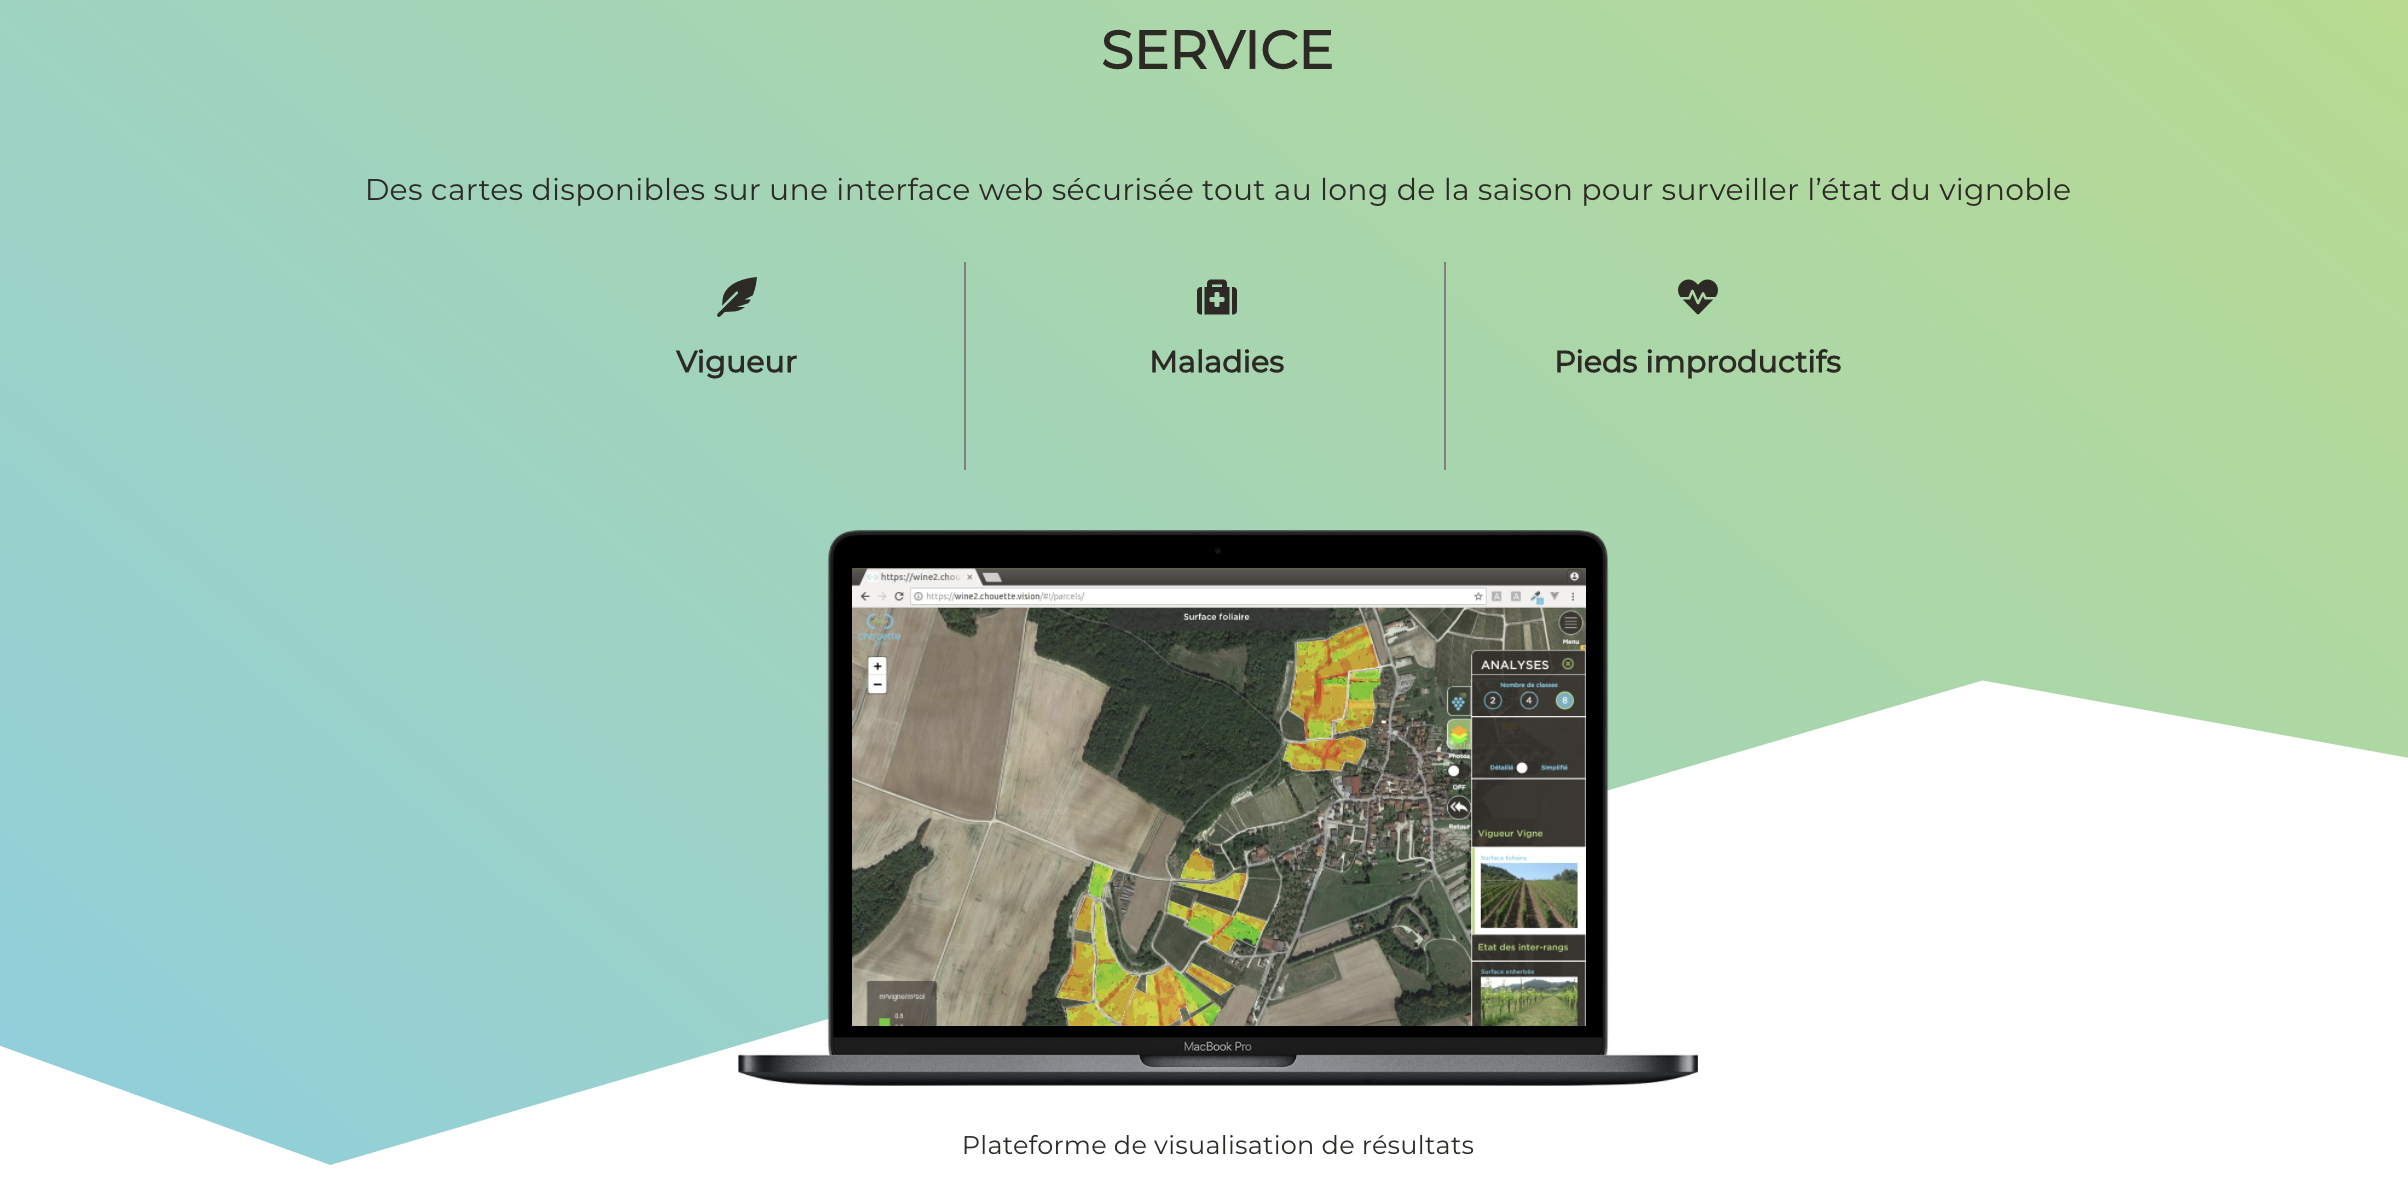 SERVICE
Des cartes disponibles sur une interface web sécurisée tout au long de la saison pour surveiller l’état du vignoble
Vigueur
Maladies
Pieds improductifs
https://wine2.chou
https://wine2.chouette.vision/#!/parcels/
chouette
Surface foliaire
Menu
+
−
ANALYSES
Nombre de classes
2 4 8
Photos
Détaillé Simplifié
OFF
Retour
Vigueur Vigne
Surface foliaire
Etat des inter-rangs
Surface enherbée
m²vigne/m²sol
0.8
MacBook Pro
Plateforme de visualisation de résultats